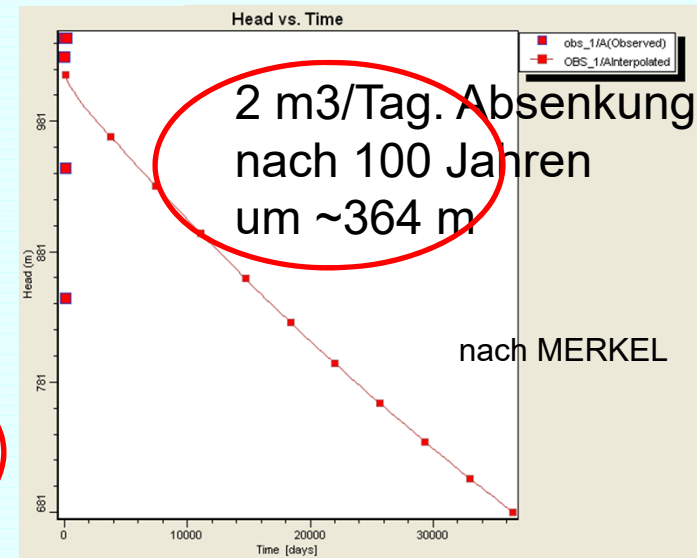 Head vs. Time
obs_1/A(Observed)
OBS_1/AInterpolated
2 m3/Tag. Absenkung
nach 100 Jahren
um ~364 m
nach MERKEL
Head (m)
981
881
781
681
0 10000 20000 30000
Time [days]